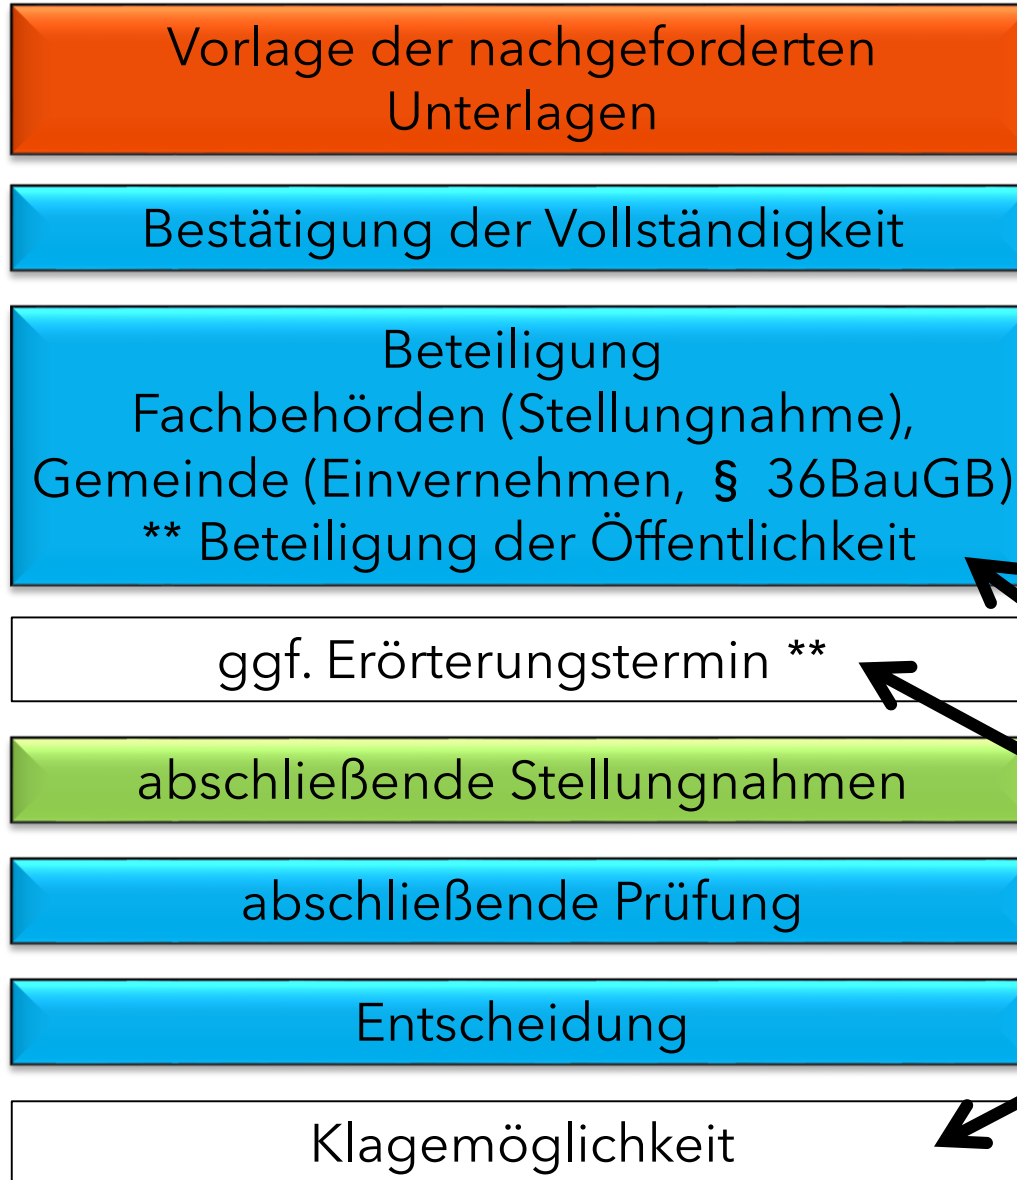 Vorlage der nachgeforderten
Unterlagen
Bestätigung der Vollständigkeit
Beteiligung
Fachbehörden (Stellungnahme),
Gemeinde (Einvernehmen, § 36BauGB)
** Beteiligung der Öffentlichkeit
ggf. Erörterungstermin **
abschließende Stellungnahmen
abschließende Prüfung
Entscheidung
Klagemöglichkeit